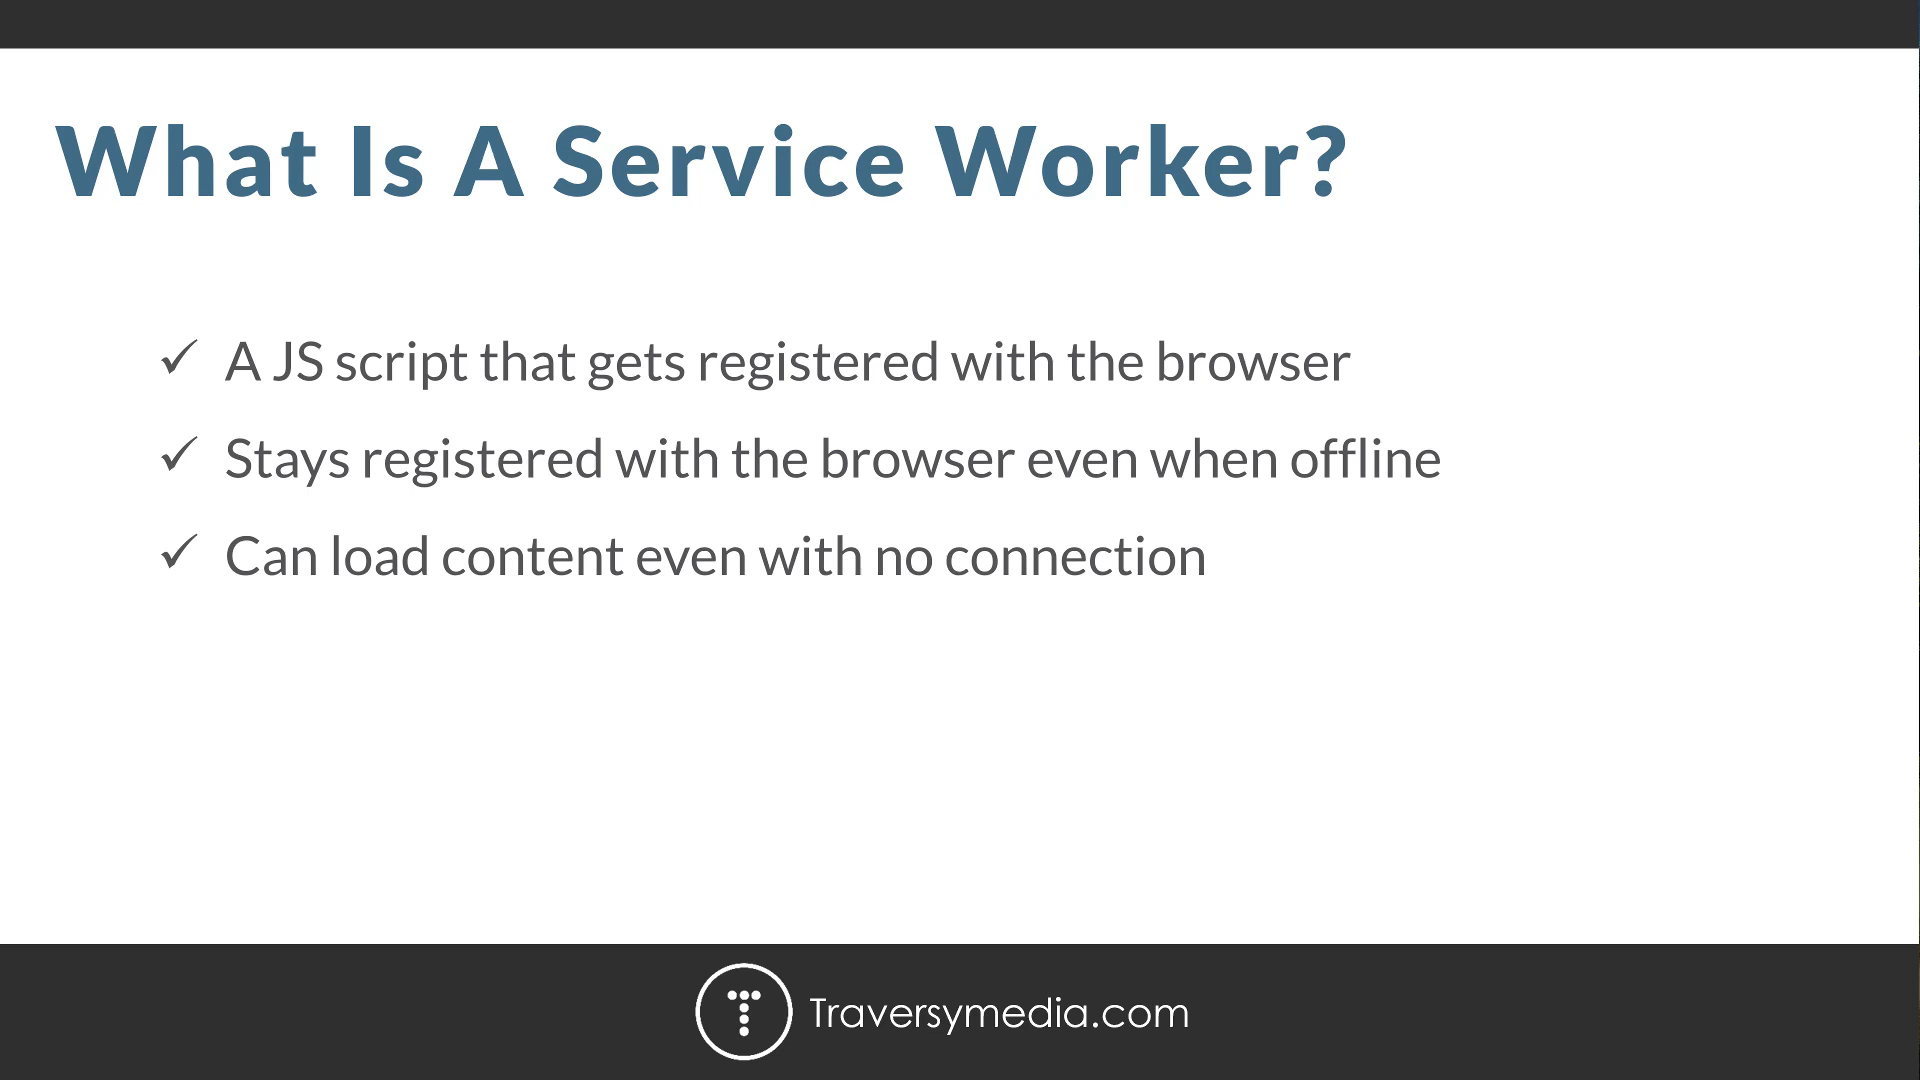 What Is A Service Worker?
✓ A JS script that gets registered with the browser
✓ Stays registered with the browser even when offline
✓ Can load content even with no connection
Traversymedia.com